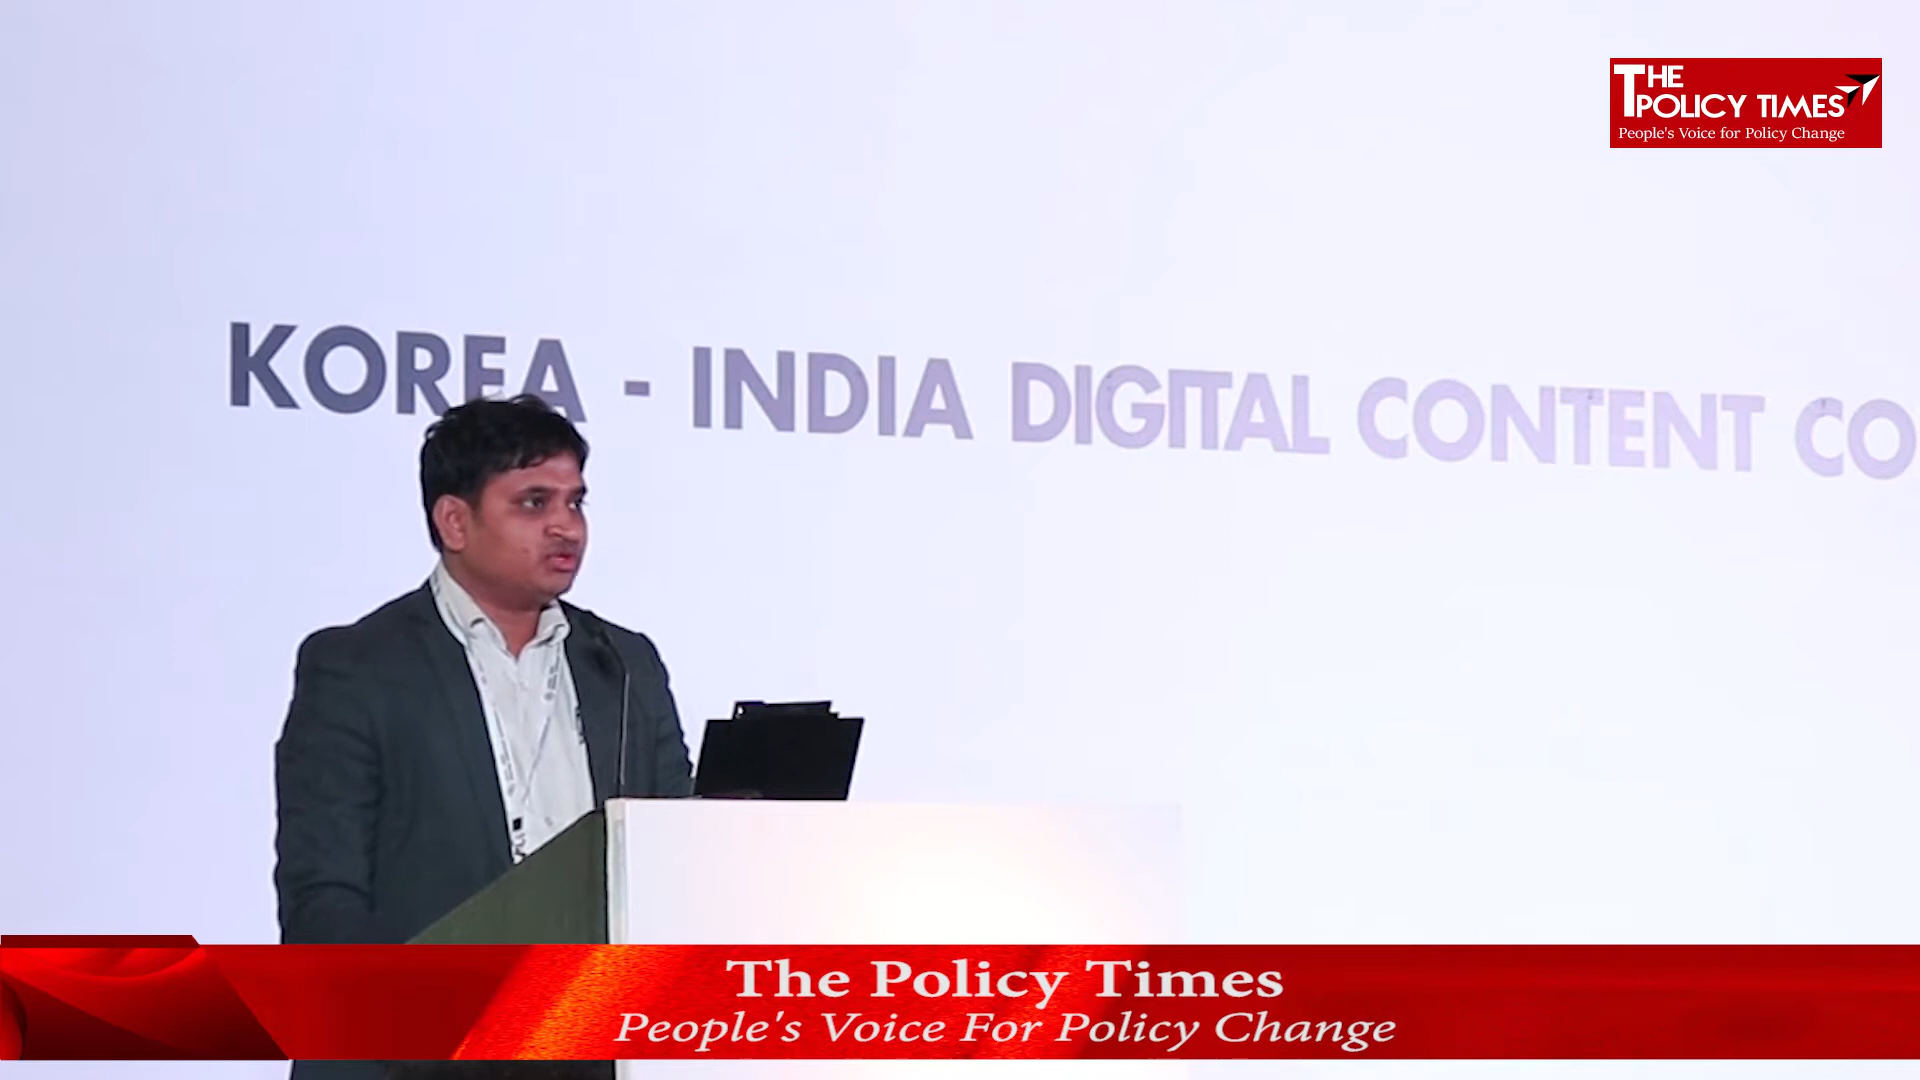 THE
POLICY TIMES
People's Voice for Policy Change
KOREA - INDIA DIGITAL CONTENT CO
The Policy Times
People's Voice For Policy Change